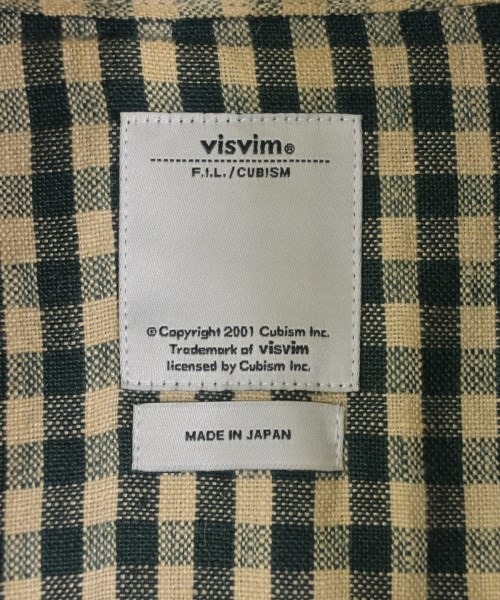 visvim®
F.I.L./CUBISM
© Copyright 2001 Cubism Inc.
Trademark of visvim
licensed by Cubism Inc.
MADE IN JAPAN